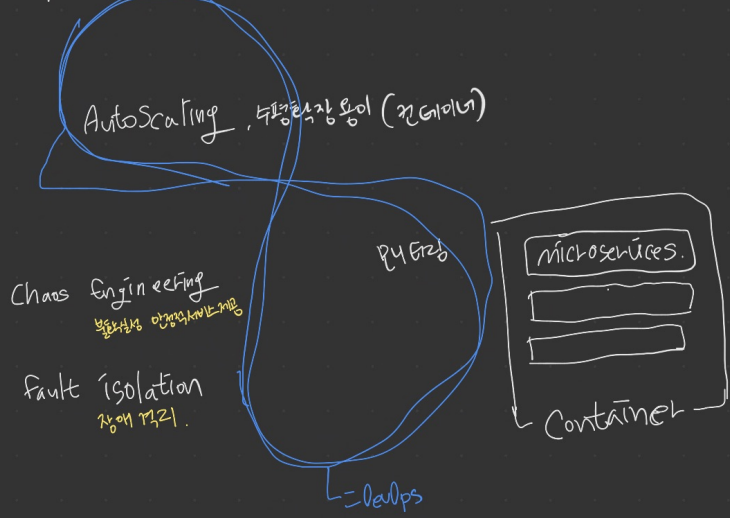 AutoScaling , 수평확장 용이 (컨테이너)
모니터링
microservices.
Chaos Engineering
불확실성 안정적서비스제공
fault isolation
장애 격리.
Container
=DevOps